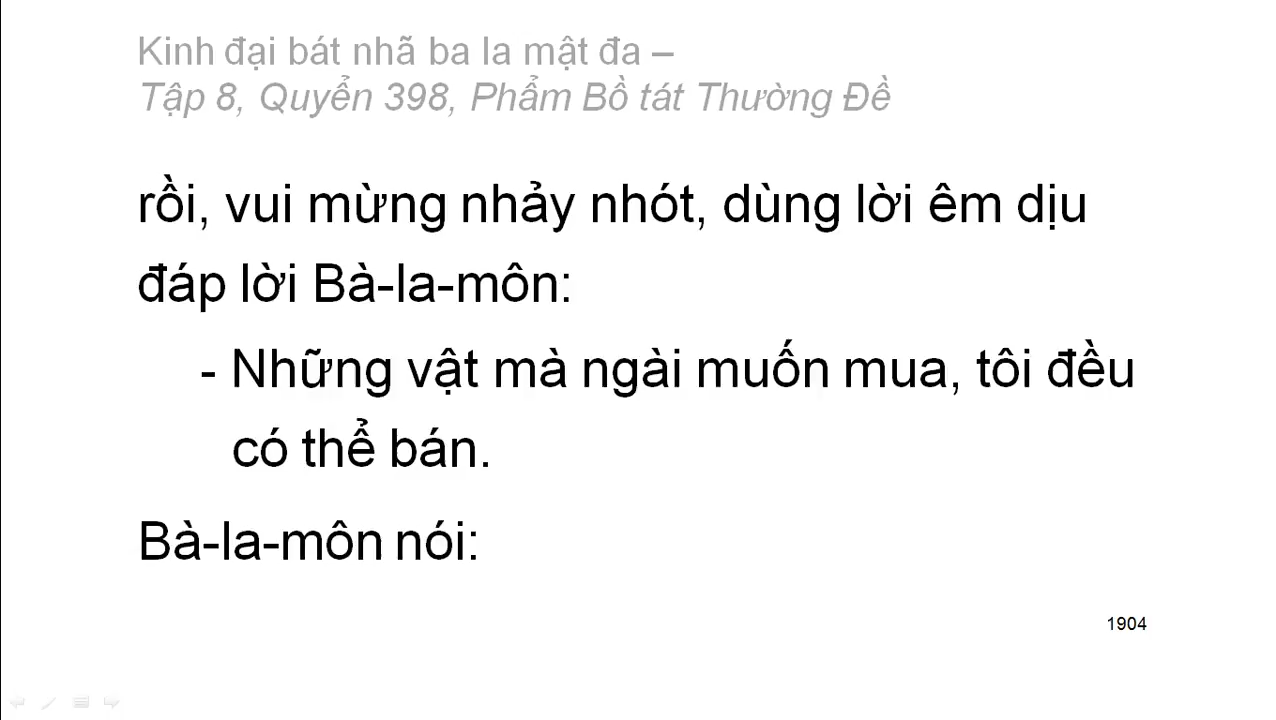 Kinh đại bát nhã ba la mật đa –
Tập 8, Quyển 398, Phẩm Bồ tát Thường Đề
rồi, vui mừng nhảy nhót, dùng lời êm dịu
đáp lời Bà-la-môn:
- Những vật mà ngài muốn mua, tôi đều
có thể bán.
Bà-la-môn nói:
1904